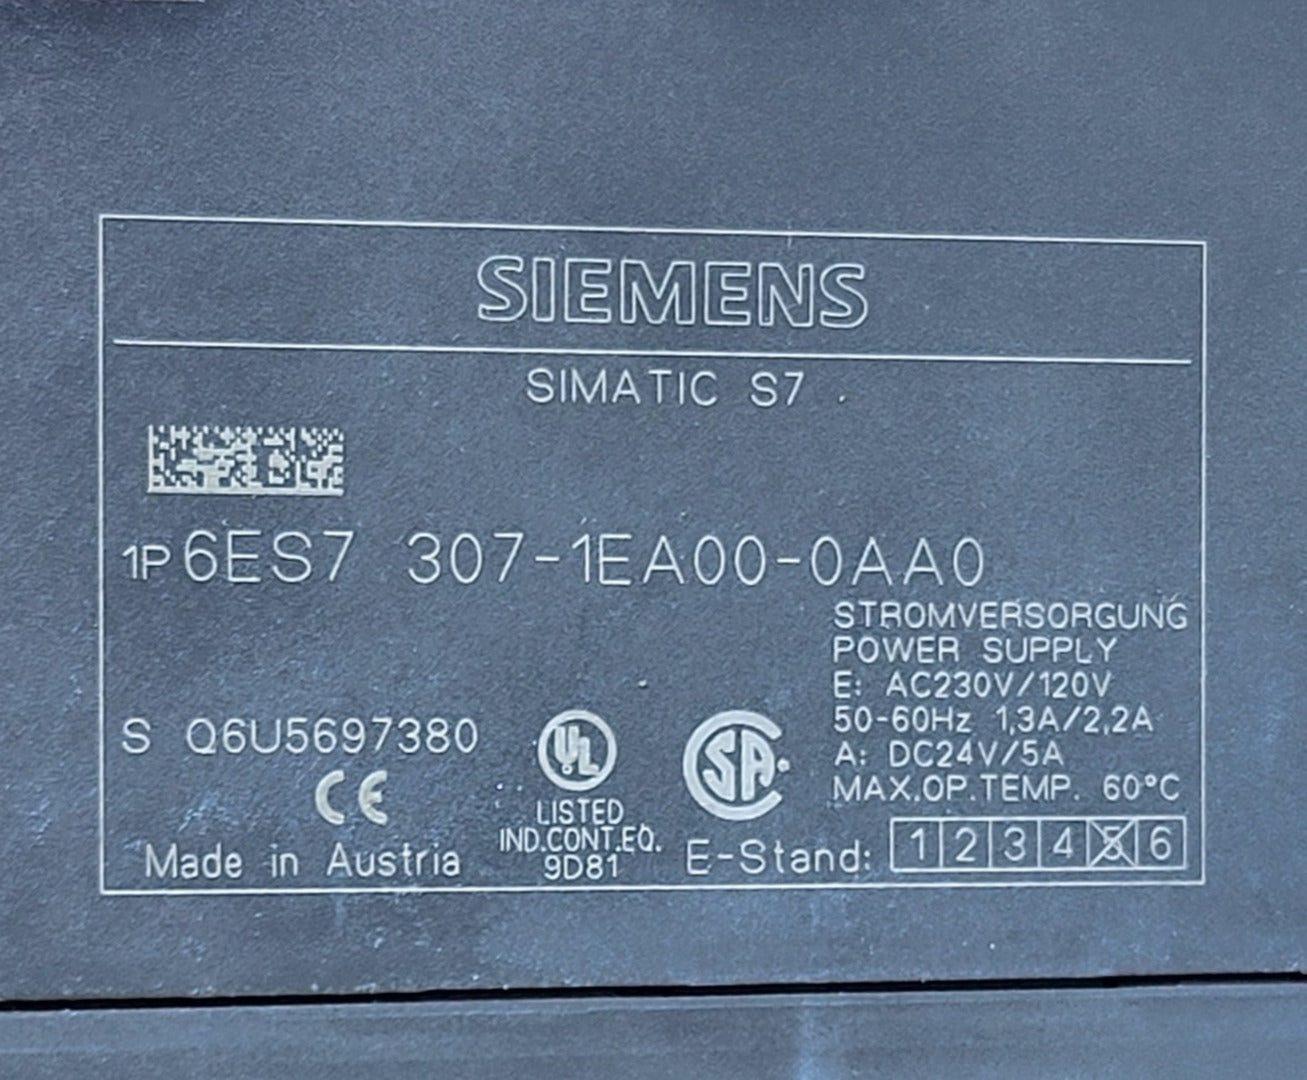 SIEMENS
SIMATIC S7
1P 6ES7 307-1EA00-0AA0
STROMVERSORGUNG
POWER SUPPLY
E: AC230V/120V
50-60Hz 1,3A/2,2A
A: DC24V/5A
MAX.OP.TEMP. 60°C
S Q6U5697380
CE
Made in Austria
UL
LISTED
IND.CONT.EQ.
9D81
SA
E-Stand: 1 2 3 4 5 6